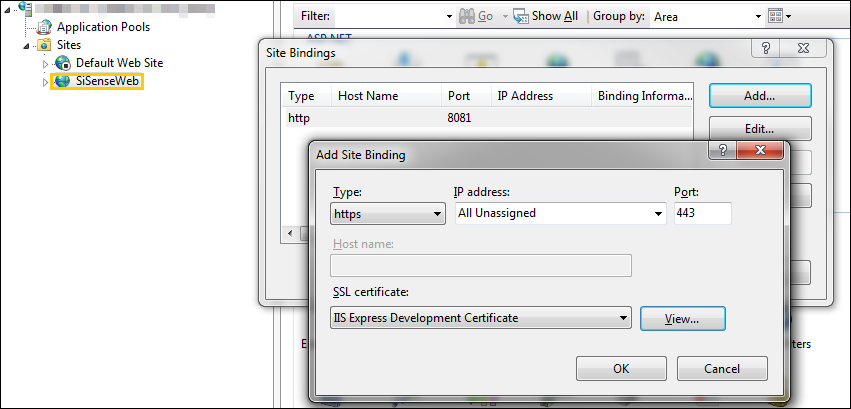 Filter: Go Show All Group by: Area
Application Pools
Sites
Default Web Site
SiSenseWeb
ASP.NET
Site Bindings
Type Host Name Port IP Address Binding Informa...
http 8081
Add...
Edit...
Add Site Binding
Type: IP address: Port:
https All Unassigned 443
Host name:
SSL certificate:
IIS Express Development Certificate View...
OK Cancel